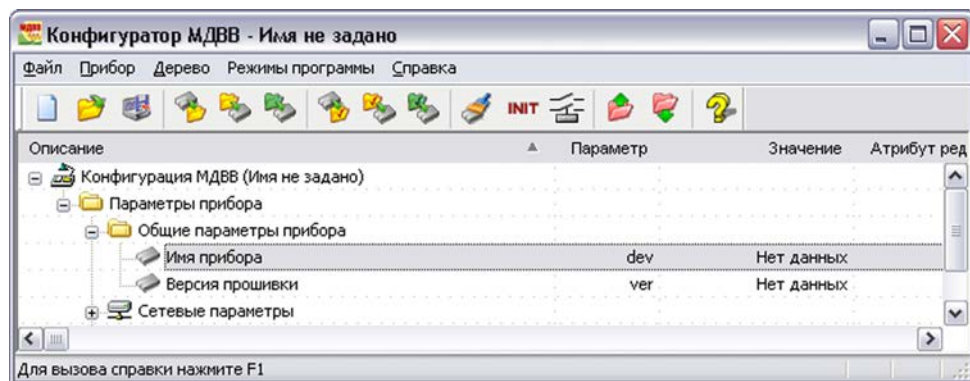 Конфигуратор МДВВ - Имя не задано
Файл Прибор Дерево Режимы программы Справка
INIT
Описание Параметр Значение Атрибут ред
Конфигурация МДВВ (Имя не задано)
Параметры прибора
Общие параметры прибора
Имя прибора dev Нет данных
Версия прошивки ver Нет данных
Сетевые параметры
Для вызова справки нажмите F1